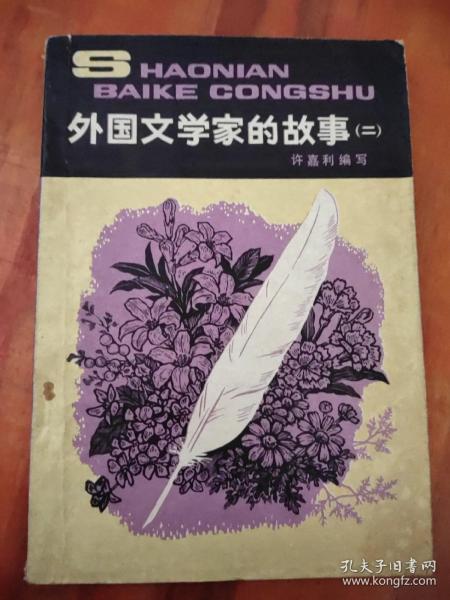 SHAONIAN
BAIKE CONGSHU
外国文学家的故事(二)
许嘉利编写
孔夫子旧书网
www.kongfz.com